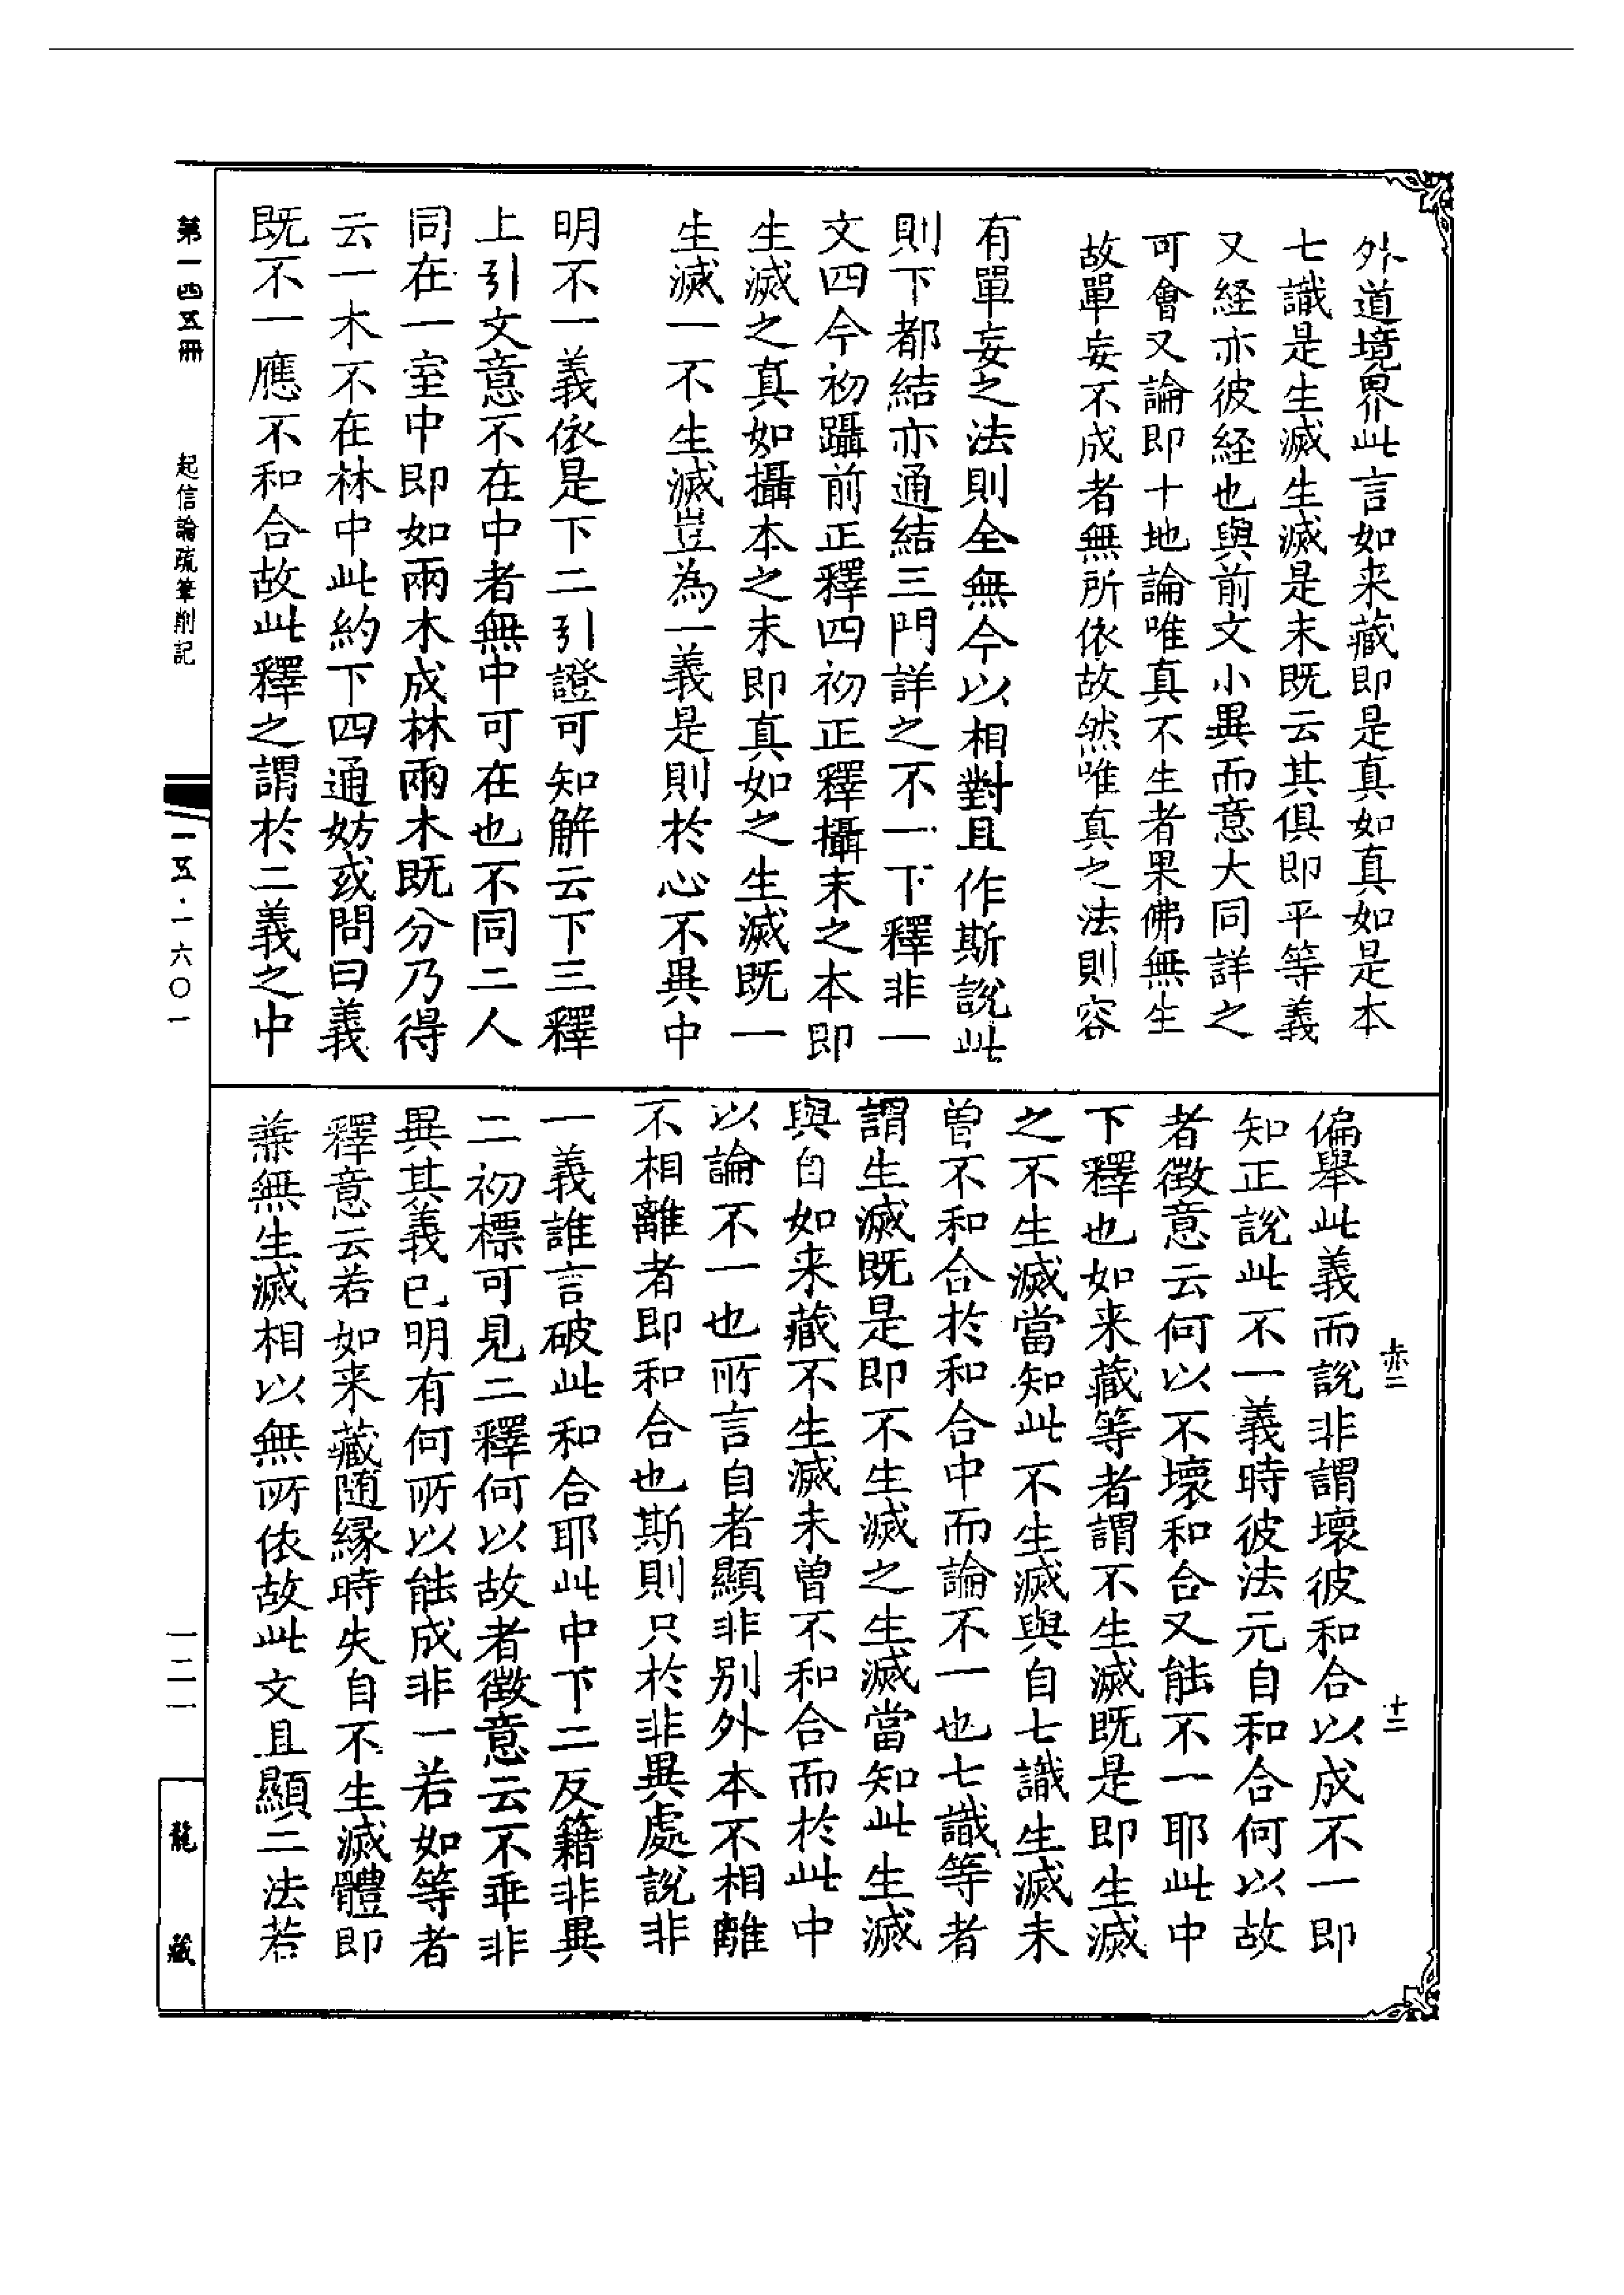 外道境界此言如来藏即是真如真如是本
七識是生滅生滅是末既云其俱即平等義
又経亦彼経也與前文小異而意大同詳之
可會又論即十地論唯真不生者果佛無生
故單妄不成者無所依故然唯真之法則容
有單妄之法則全無今以相對且作斯說此
則下都結亦通結三門詳之不一下釋非一
文四今初躡前正釋四初正釋攝末之本即
生滅之真如攝本之末即真如之生滅既一
生滅一不生滅豈為一義是則於心不異中
明不一義依是下二引證可知解云下三釋
上引文意不在中者無中可在也不同二人
同在一室中即如兩木成林兩木既分乃得
云一木不在林中此約下四通妨或問曰義
既不一應不和合故此釋之謂於二義之中
赤二
十二
偏舉此義而說非謂壞彼和合以成不一即
知正說此不一義時彼法元自和合何以故
者徵意云何以不壞和合又能不一耶此中
下釋也如来藏等者謂不生滅既是即生滅
之不生滅當知此不生滅與自七識生滅未
曽不和合於和合中而論不一也七識等者
謂生滅既是即不生滅之生滅當知此生滅
與自如来藏不生滅未曽不和合而於此中
以論不一也所言自者顯非别外本不相離
不相離者即和合也斯則只於非異處說非
一義誰言破此和合耶此中下二反籍非異
二初標可見二釋何以故者徵意云不乖非
異其義已明有何所以能成非一若如等者
釋意云若如来藏随縁時失自不生滅體即
無生滅相以無所依故此文且顯二法若
第一四五冊
起信論疏筆削記
一五·一六〇一
一二一
龍藏